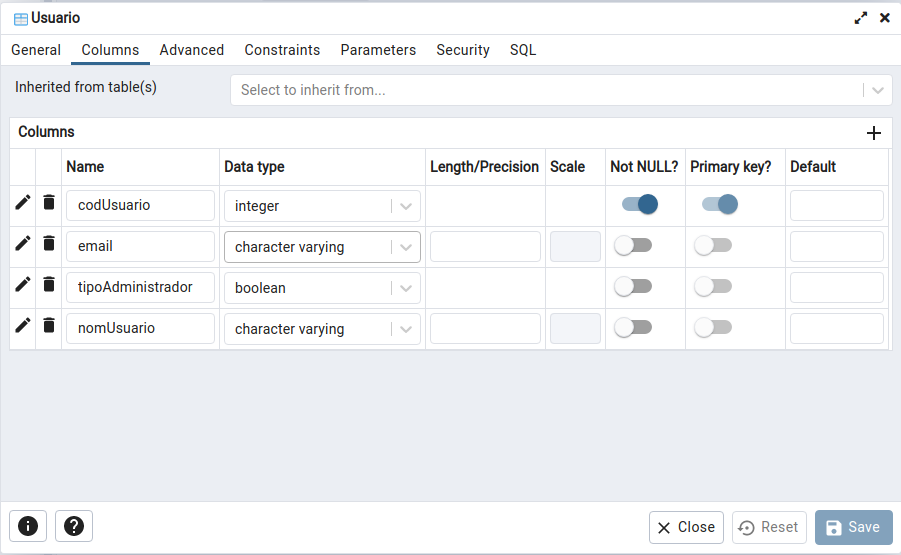 Usuario
General Columns Advanced Constraints Parameters Security SQL
Inherited from table(s) Select to inherit from...
Columns
Name Data type Length/Precision Scale Not NULL? Primary key? Default
codUsuario integer
email character varying
tipoAdministrador boolean
nomUsuario character varying
Close Reset Save